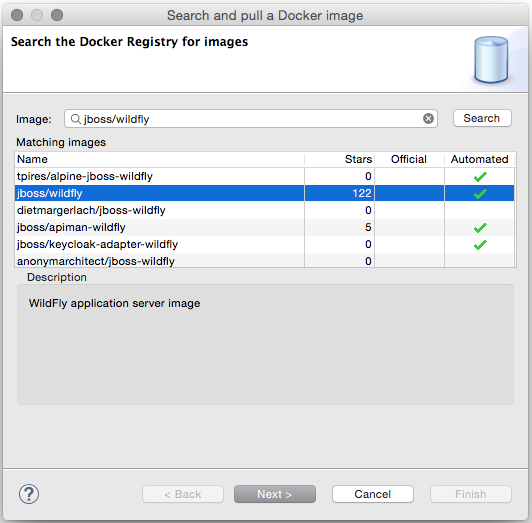 Search and pull a Docker image
Search the Docker Registry for images
Image: jboss/wildfly Search
Matching images
Name Stars Official Automated
tpires/alpine-jboss-wildfly 0
jboss/wildfly 122
dietmargerlach/jboss-wildfly 0
jboss/apiman-wildfly 5
jboss/keycloak-adapter-wildfly 0
anonymarchitect/jboss-wildfly 0
Description
WildFly application server image
? < Back Next > Cancel Finish